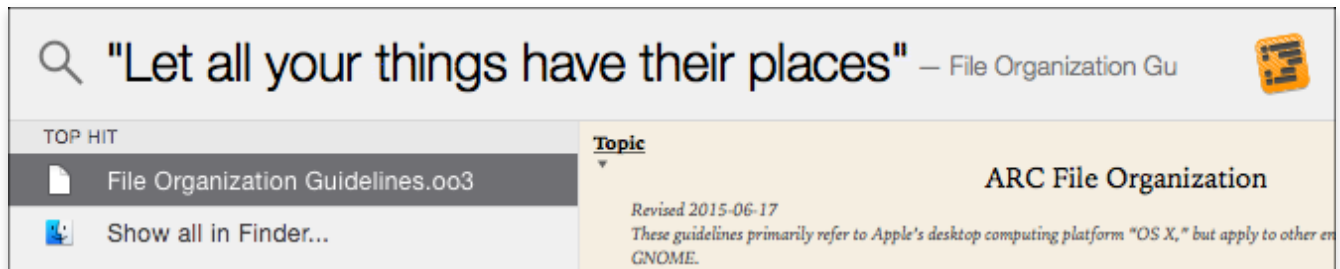 "Let all your things have their places" — File Organization Gu
TOP HIT
File Organization Guidelines.oo3
Show all in Finder...
Topic
ARC File Organization
Revised 2015-06-17
These guidelines primarily refer to Apple's desktop computing platform "OS X," but apply to other
GNOME.